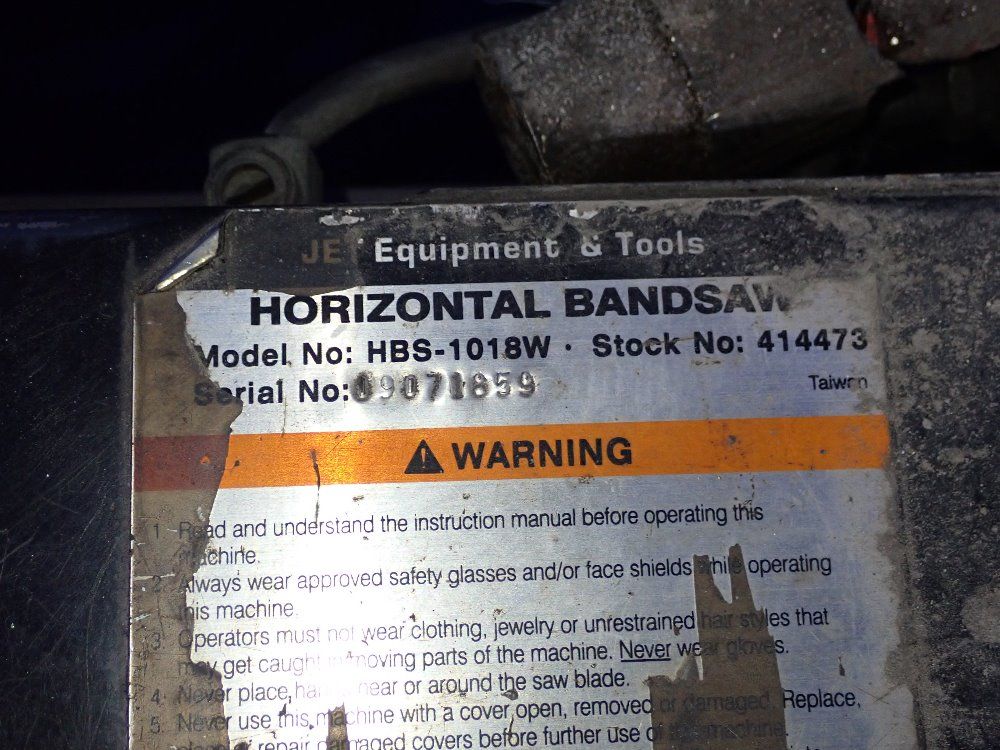 JET Equipment & Tools
HORIZONTAL BANDSAW
Model No: HBS-1018W · Stock No: 414473
Serial No: 09071859
Taiwan
WARNING
1 Read and understand the instruction manual before operating this
machine.
2. Always wear approved safety glasses and/or face shields while operating
this machine.
3. Operators must not wear clothing, jewelry or unrestrained hair styles that
may get caught in moving parts of the machine. Never wear gloves.
4. Never place hands near or around the saw blade.
5. Never use this machine with a cover open, removed or damaged. Replace,
repair damaged covers before further use of this machine